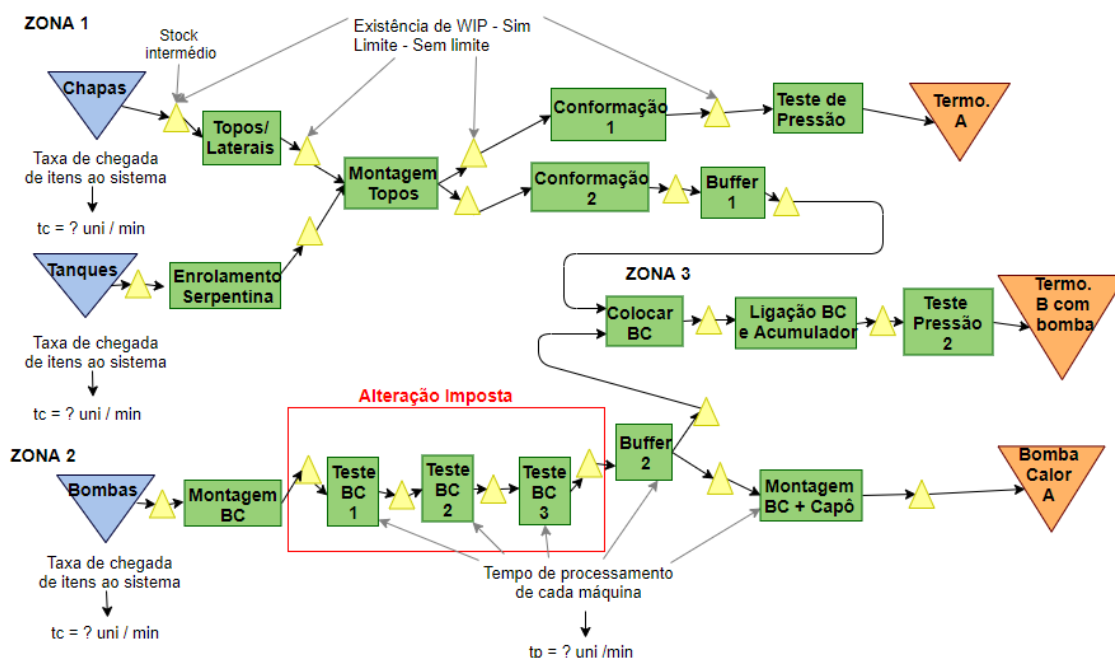 ZONA 1
Stock
intermédio
Existência de WIP - Sim
Limite - Sem limite
Chapas
Topos/
Laterais
Taxa de chegada
de itens ao sistema
tc = ? uni / min
Montagem
Topos
Conformação
1
Teste de
Pressão
Termo.
A
Conformação
2
Buffer
1
Tanques
Enrolamento
Serpentina
Taxa de chegada
de itens ao sistema
tc = ? uni / min
ZONA 3
Colocar
BC
Ligação BC
e Acumulador
Teste
Pressão
2
Termo.
B com
bomba
Alteração Imposta
ZONA 2
Bombas
Montagem
BC
Teste
BC
1
Teste
BC
2
Teste
BC
3
Buffer
2
Montagem
BC + Capô
Bomba
Calor
A
Taxa de chegada
de itens ao sistema
tc = ? uni / min
Tempo de processamento
de cada máquina
tp = ? uni /min